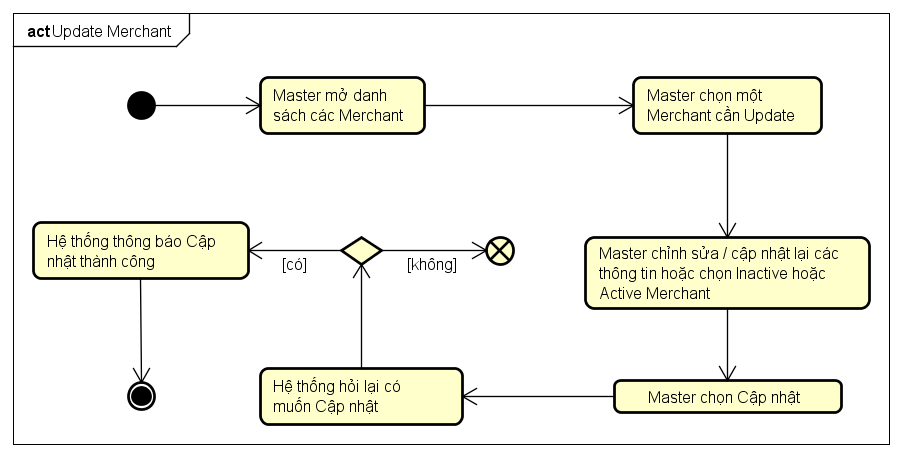 act Update Merchant
Master mở danh
sách các Merchant
Master chọn một
Merchant cần Update
Master chỉnh sửa / cập nhật lại các
thông tin hoặc chọn Inactive hoặc
Active Merchant
Master chọn Cập nhật
Hệ thống hỏi lại có
muốn Cập nhật
[có]
[không]
Hệ thống thông báo Cập
nhật thành công